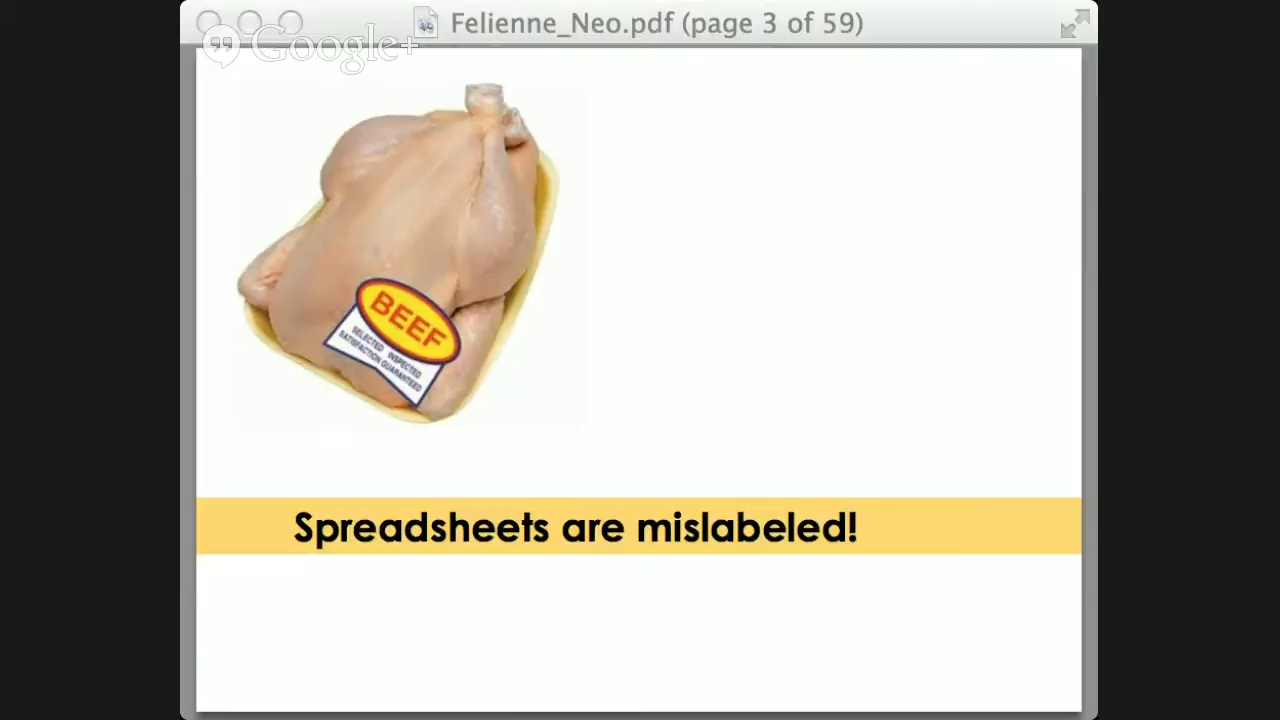 Felienne_Neo.pdf (page 3 of 59)
Google+
BEEF
SELECTED INSPECTED
SATISFACTION GUARANTEED
Spreadsheets are mislabeled!